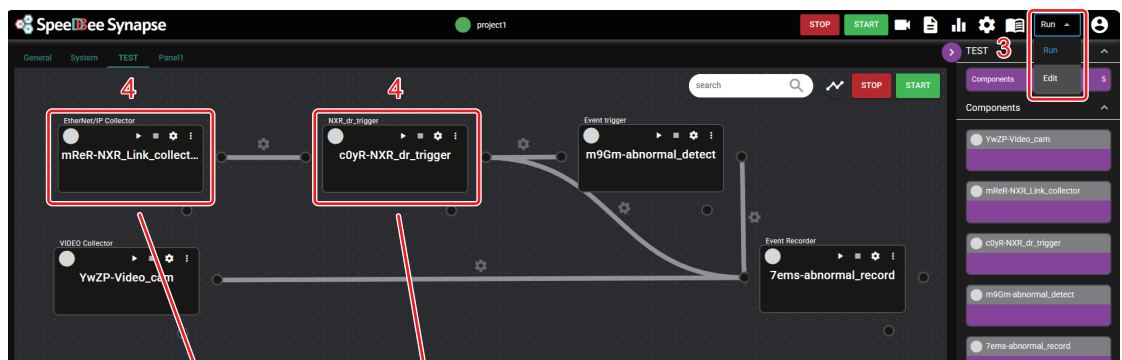 SpeeDBee Synapse
project1
STOP
START
Run
General
System
TEST
Panel1
TEST
3
Run
Edit
search
STOP
START
Components
5
Components
4
4
EtherNet/IP Collector
mReR-NXR_Link_collect...
NXR_dr_trigger
c0yR-NXR_dr_trigger
Event trigger
m9Gm-abnormal_detect
VIDEO Collector
YwZP-Video_cam
Event Recorder
7ems-abnormal_record
YwZP-Video_cam
mReR-NXR_Link_collector
c0yR-NXR_dr_trigger
m9Gm-abnormal_detect
7ems-abnormal_record